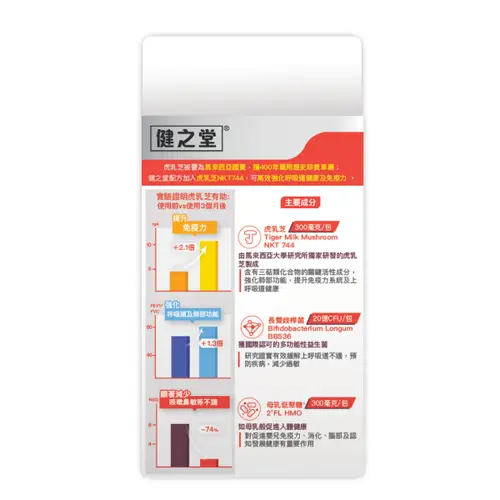 健之堂®
虎乳芝被譽為馬來西亞國寶，獲400年藥用歷史珍貴草藥；
健之堂配方加入虎乳芝NKT744，可高效強化呼吸道健康及免疫力。
實驗證明虎乳芝有助:
使用前vs使用3個月後
提升
免疫力
+2.1倍
10
5
0
強化
呼吸道及肺部功能
FEV1/
FVC
80
+1.3倍
40
顯著減少
咳嗽鼻敏等不適
-74%
主要成分
虎乳芝
300毫克/包
Tiger Milk Mushroom
NKT 744
由馬來西亞大學研究所獨家研發的虎乳
芝製成
含有三萜類化合物的關鍵活性成分，
強化肺部功能，提升免疫力系統及上
呼吸道健康
長雙歧桿菌
20億CFU/包
Bifidobacterium Longum
BB536
獲國際認可的多功能性益生菌
研究證實有效緩解上呼吸道不適，預
防疾病，減少過敏
母乳低聚糖
300毫克/包
2'FL HMO
如母乳般促進人體健康
對促進嬰兒免疫力、消化、腦部及認
知發展健康有重要作用